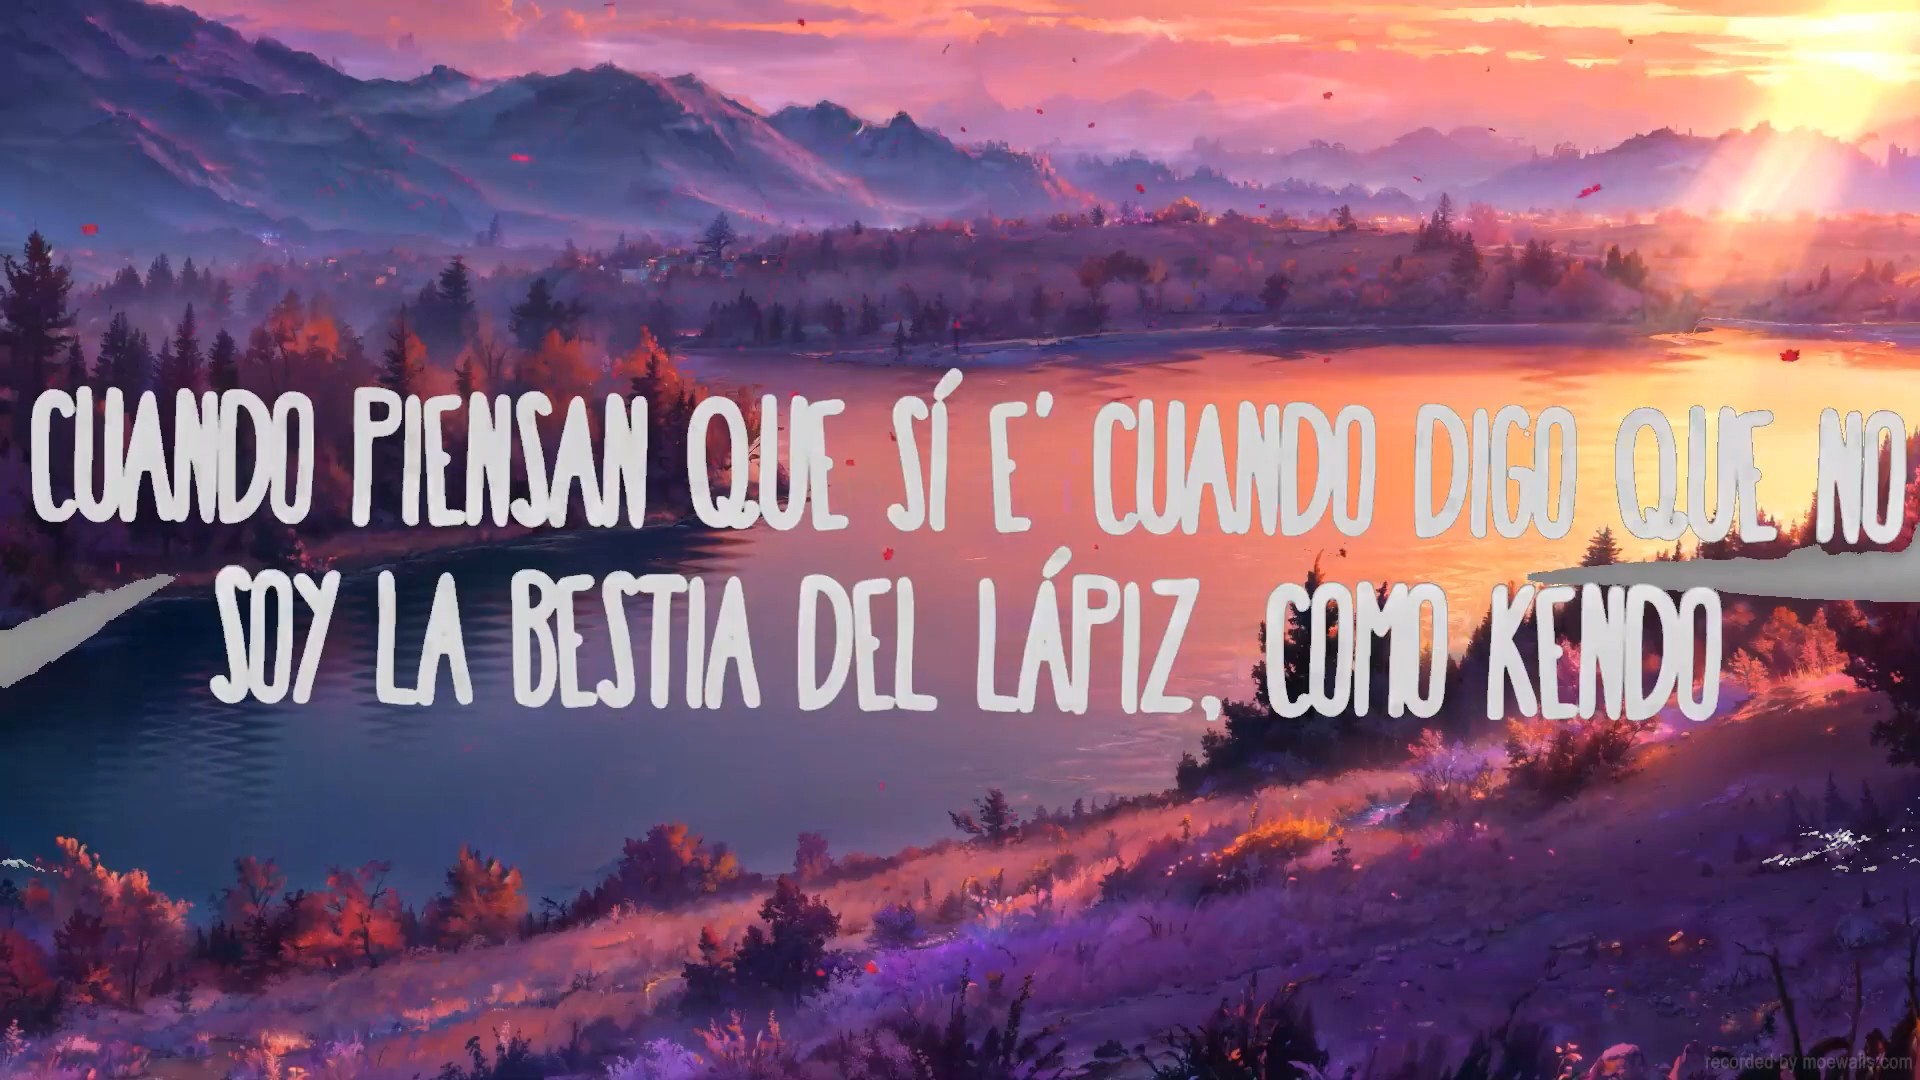 CUANDO PIENSAN QUE SÍ E' CUANDO DIGO QUE NO
SOY LA BESTIA DEL LÁPIZ, COMO KENDO
recorded by moewalls.com